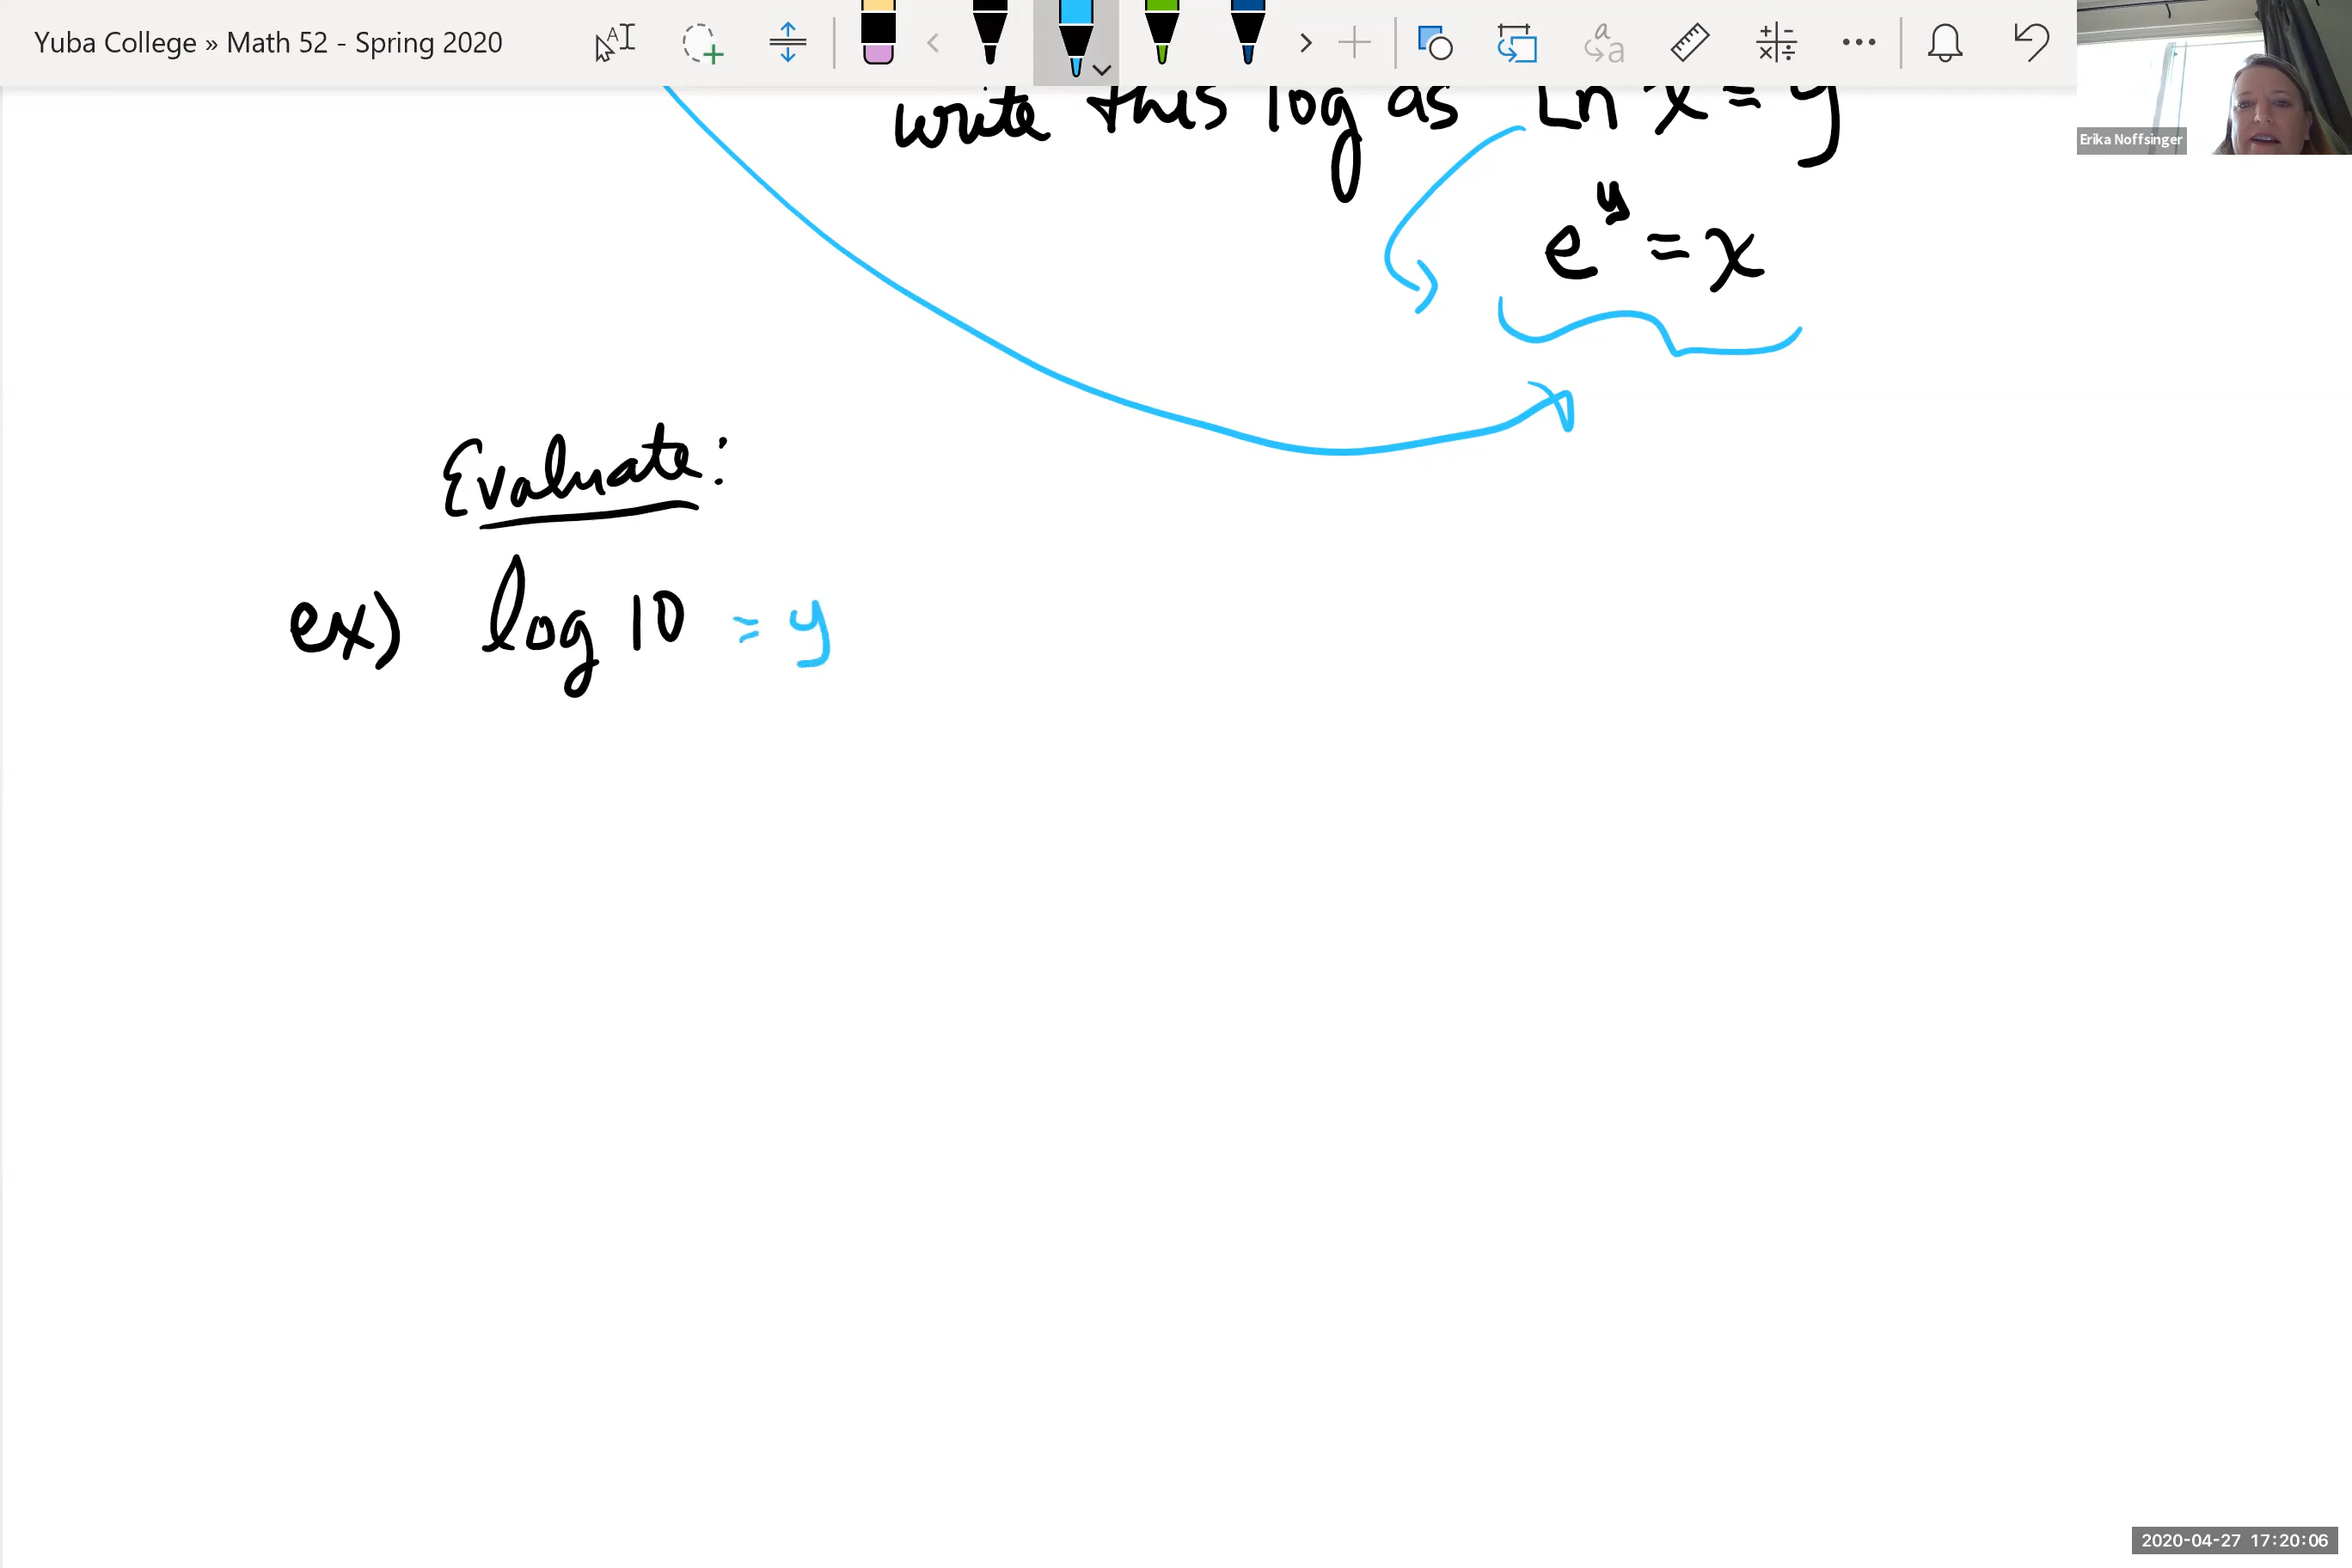 Yuba College » Math 52 - Spring 2020
Erika Noffsinger
write this log as ln x = y
e^y = x
Evaluate:
ex) log 10 = y
2020-04-27 17:20:06